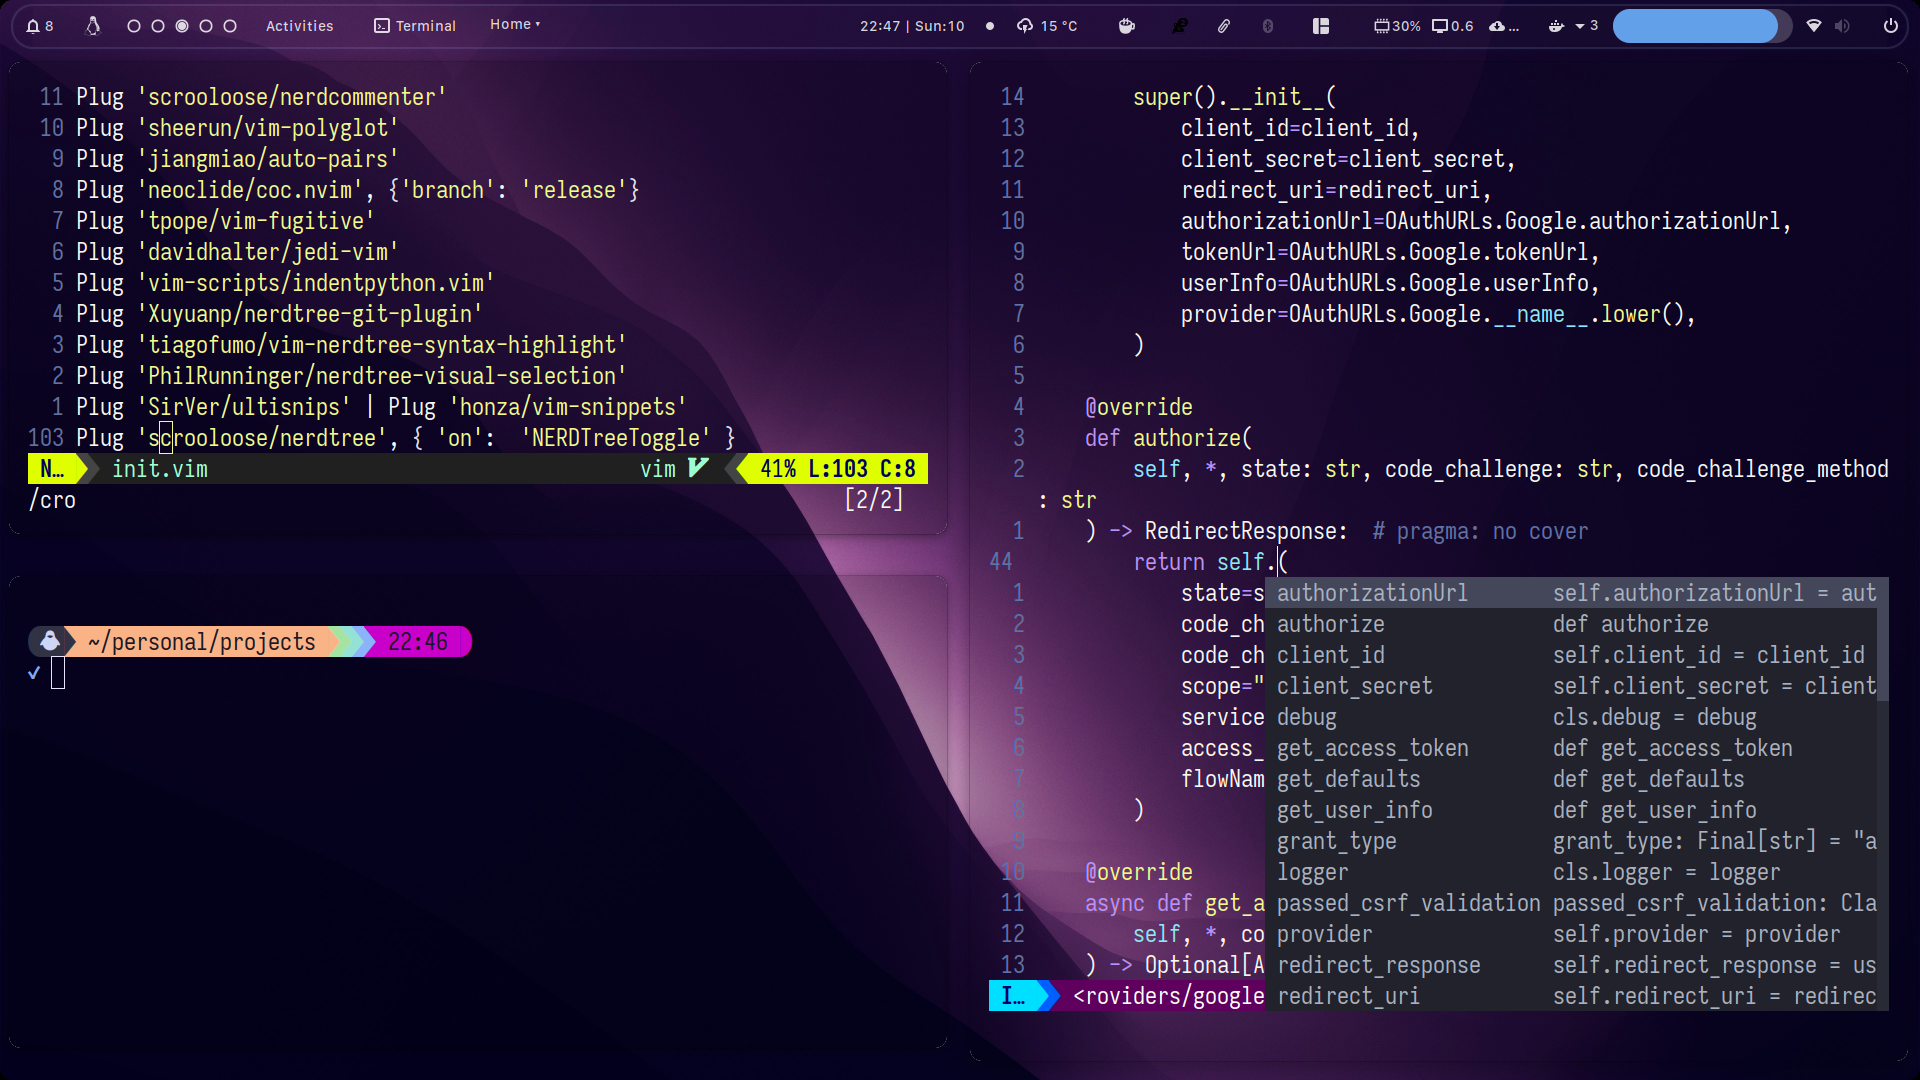 8 Activities Terminal Home 22:47 | Sun:10 15 °C 30% 0.6 ... 3
11 Plug 'scrooloose/nerdcommenter'
10 Plug 'sheerun/vim-polyglot'
9 Plug 'jiangmiao/auto-pairs'
8 Plug 'neoclide/coc.nvim', {'branch': 'release'}
7 Plug 'tpope/vim-fugitive'
6 Plug 'davidhalter/jedi-vim'
5 Plug 'vim-scripts/indentpython.vim'
4 Plug 'Xuyuanp/nerdtree-git-plugin'
3 Plug 'tiagofumo/vim-nerdtree-syntax-highlight'
2 Plug 'PhilRunninger/nerdtree-visual-selection'
1 Plug 'SirVer/ultisnips' | Plug 'honza/vim-snippets'
103 Plug 'scrooloose/nerdtree', { 'on':  'NERDTreeToggle' }
N… init.vim vim 41% L:103 C:8
/cro [2/2]
~/personal/projects 22:46
✓
14 super().__init__(
13 client_id=client_id,
12 client_secret=client_secret,
11 redirect_uri=redirect_uri,
10 authorizationUrl=OAuthURLs.Google.authorizationUrl,
9 tokenUrl=OAuthURLs.Google.tokenUrl,
8 userInfo=OAuthURLs.Google.userInfo,
7 provider=OAuthURLs.Google.__name__.lower(),
6 )
5
4 @override
3 def authorize(
2 self, *, state: str, code_challenge: str, code_challenge_method
: str
1 ) -> RedirectResponse:  # pragma: no cover
44 return self.(
1 state=s authorizationUrl self.authorizationUrl = aut
2 code_ch authorize def authorize
3 code_ch client_id self.client_id = client_id
4 scope=" client_secret self.client_secret = client
5 service debug cls.debug = debug
6 access_ get_access_token def get_access_token
7 flowNam get_defaults def get_defaults
8 ) get_user_info def get_user_info
9 grant_type grant_type: Final[str] = "a
10 @override logger cls.logger = logger
11 async def get_a passed_csrf_validation passed_csrf_validation: Cla
12 self, *, co provider self.provider = provider
13 ) -> Optional[A redirect_response self.redirect_response = us
I… <roviders/google redirect_uri self.redirect_uri = redirec